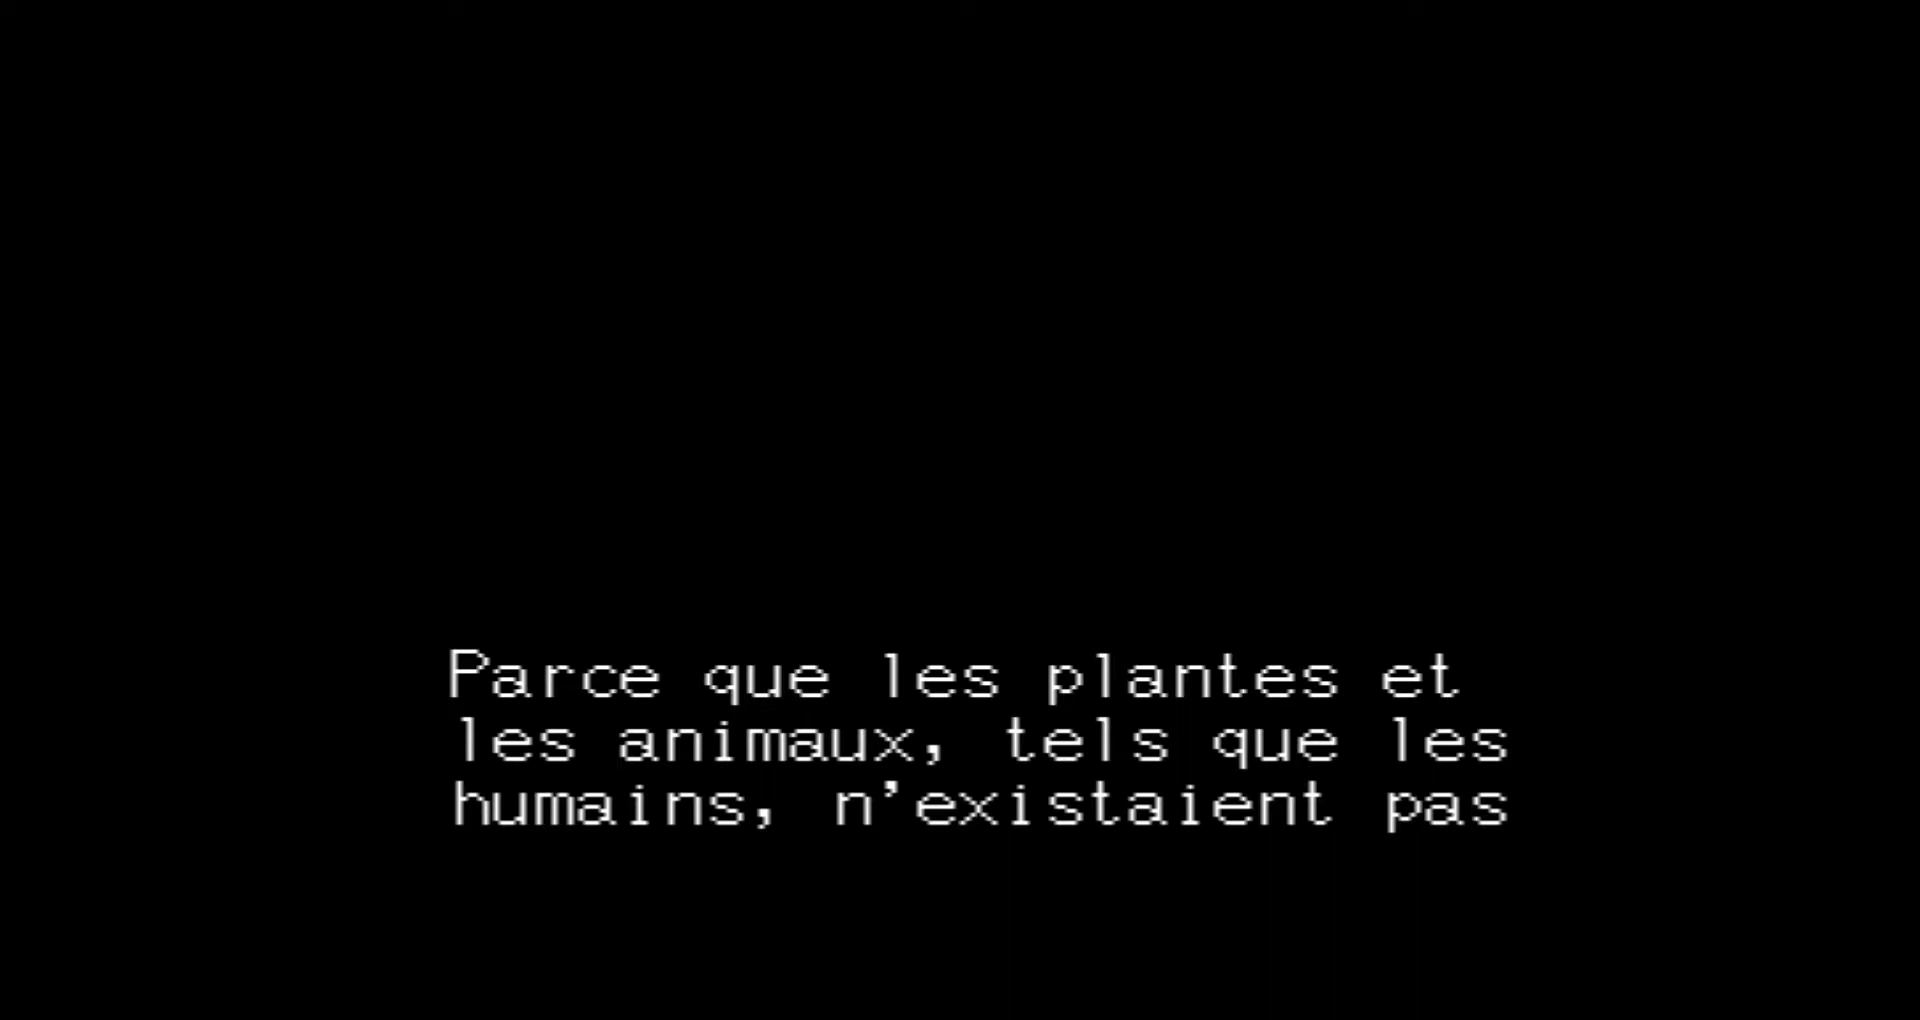 Parce que les plantes et
les animaux, tels que les
humains, n'existaient pas